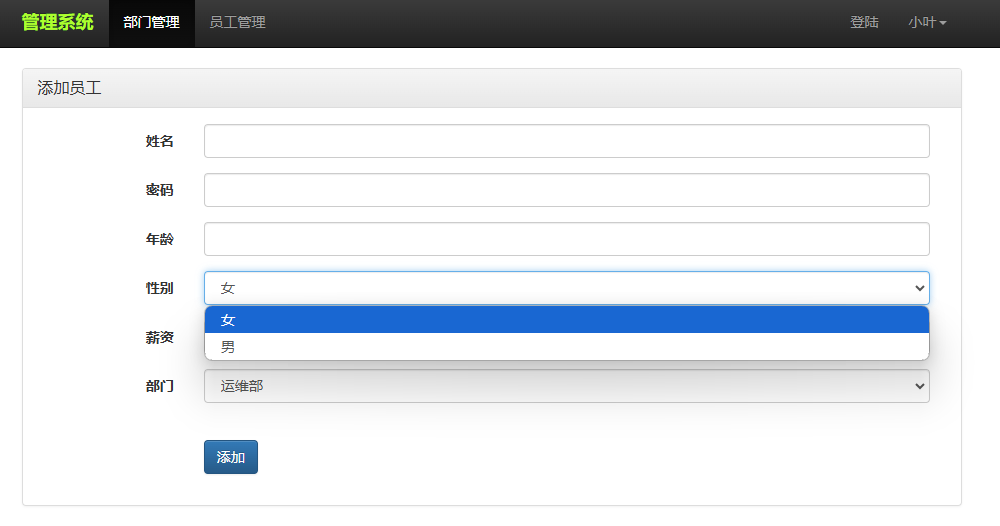 管理系统 部门管理 员工管理 登陆 小叶
添加员工
姓名
密码
年龄
性别 女
女
薪资
男
部门 运维部
添加